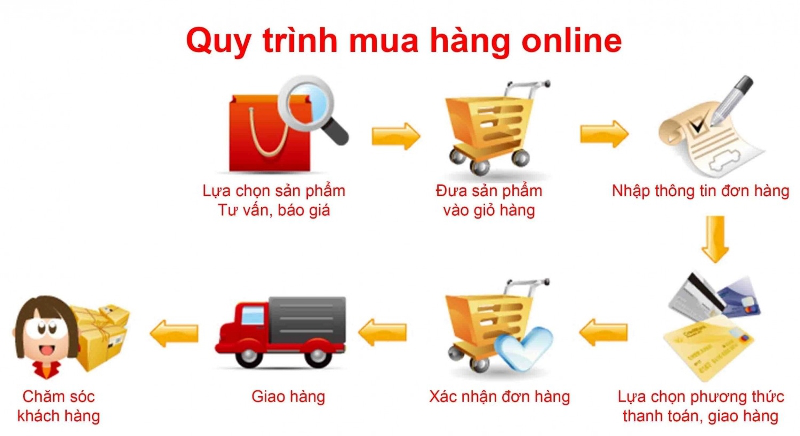 Quy trình mua hàng online
Lựa chọn sản phẩm
Tư vấn, báo giá
Đưa sản phẩm
vào giỏ hàng
Nhập thông tin đơn hàng
Lựa chọn phương thức
thanh toán, giao hàng
Xác nhận đơn hàng
Giao hàng
Chăm sóc
khách hàng